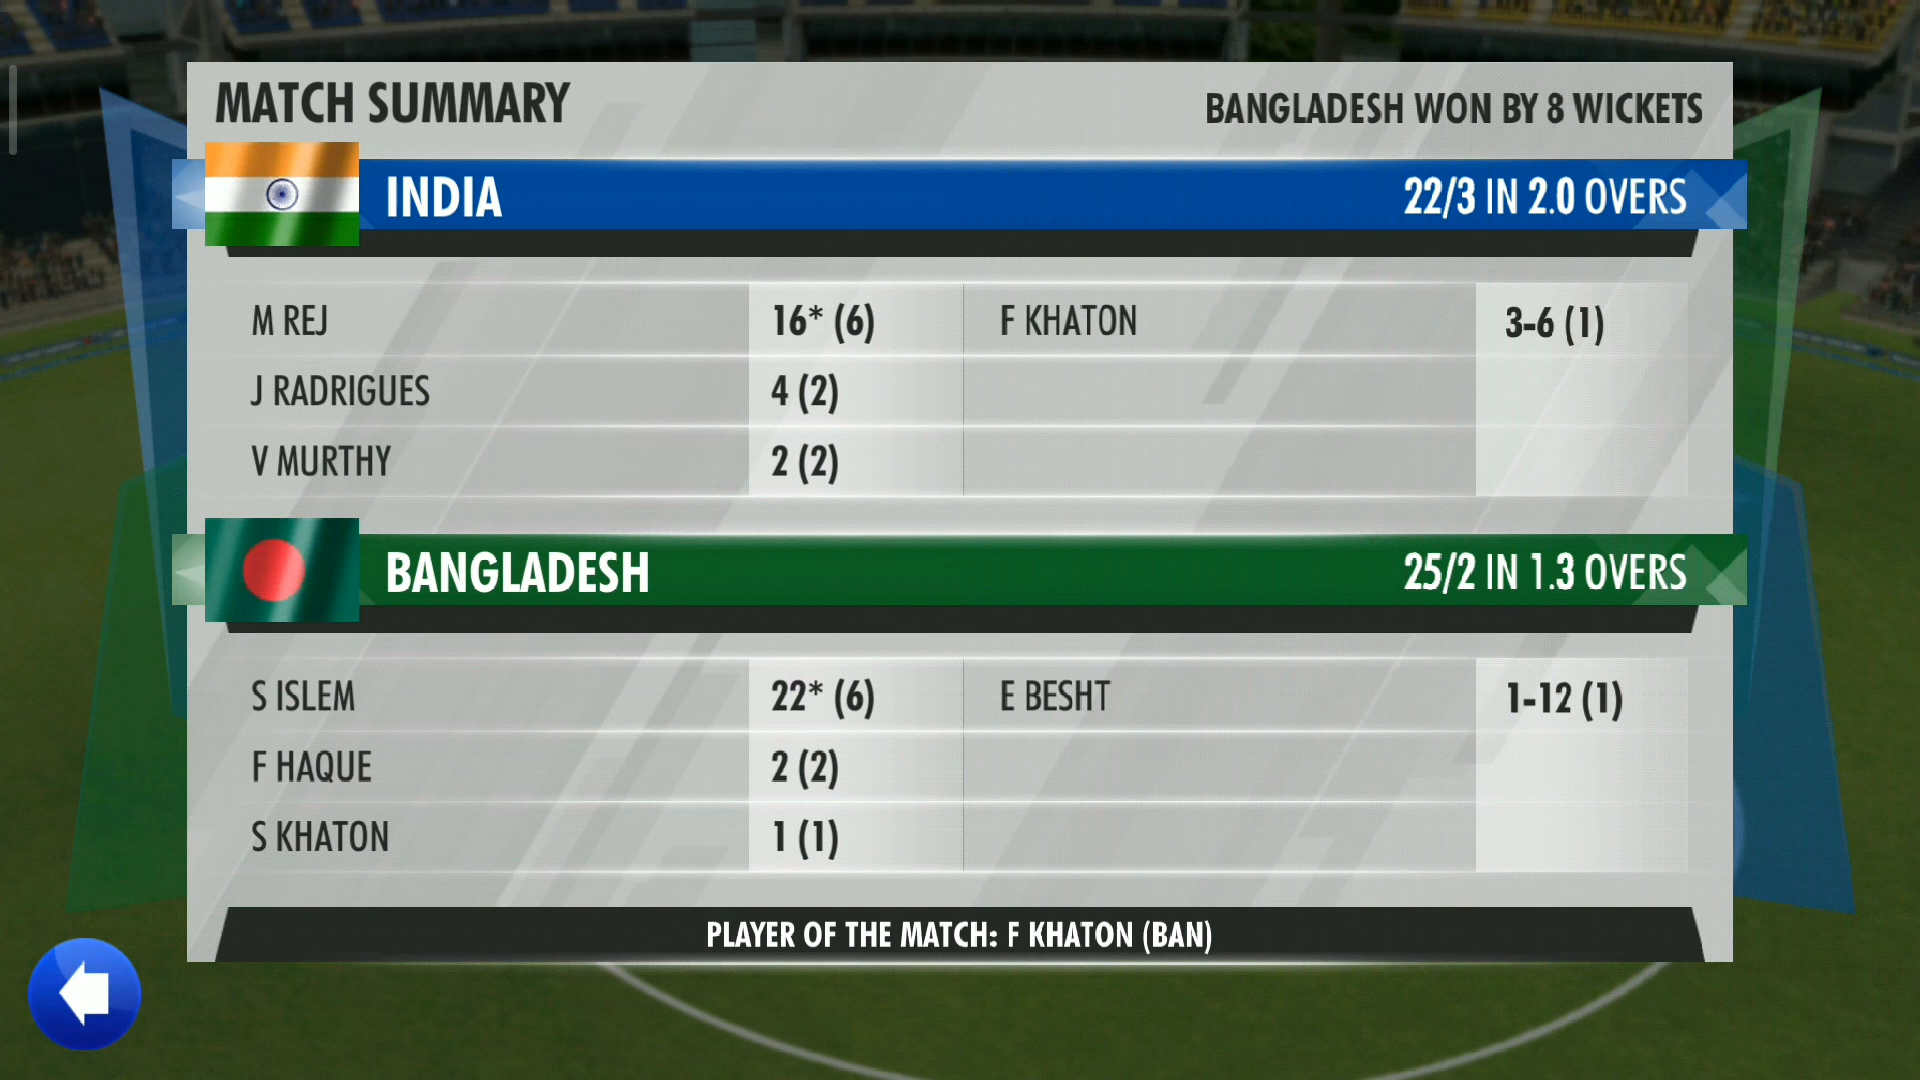 MATCH SUMMARY
BANGLADESH WON BY 8 WICKETS
INDIA 22/3 IN 2.0 OVERS
M REJ 16* (6) F KHATON 3-6 (1)
J RADRIGUES 4 (2)
V MURTHY 2 (2)
BANGLADESH 25/2 IN 1.3 OVERS
S ISLEM 22* (6) E BESHT 1-12 (1)
F HAQUE 2 (2)
S KHATON 1 (1)
PLAYER OF THE MATCH: F KHATON (BAN)